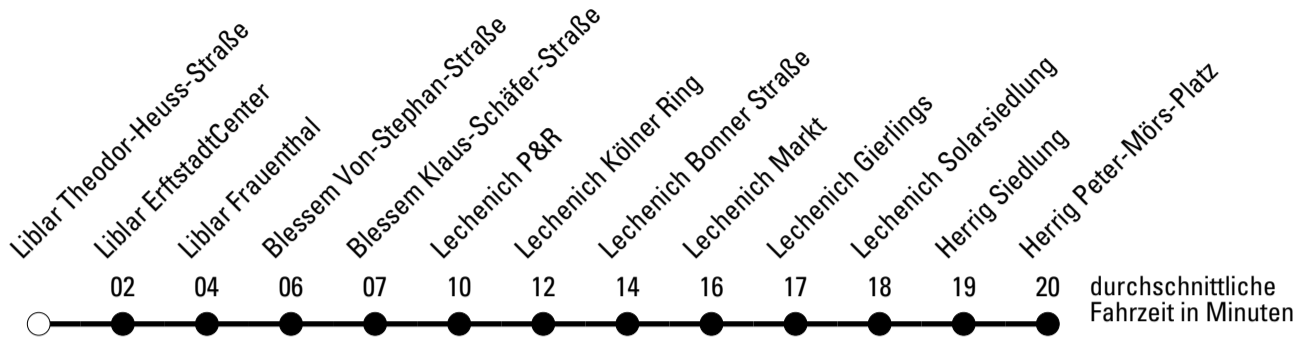 Liblar Theodor-Heuss-Straße
Liblar ErftstadtCenter
Liblar Frauenthal
Blessem Von-Stephan-Straße
Blessem Klaus-Schäfer-Straße
Lechenich P&R
Lechenich Kölner Ring
Lechenich Bonner Straße
Lechenich Markt
Lechenich Gierlings
Lechenich Solarsiedlung
Herrig Siedlung
Herrig Peter-Mörs-Platz
02 04 06 07 10 12 14 16 17 18 19 20
durchschnittliche
Fahrzeit in Minuten